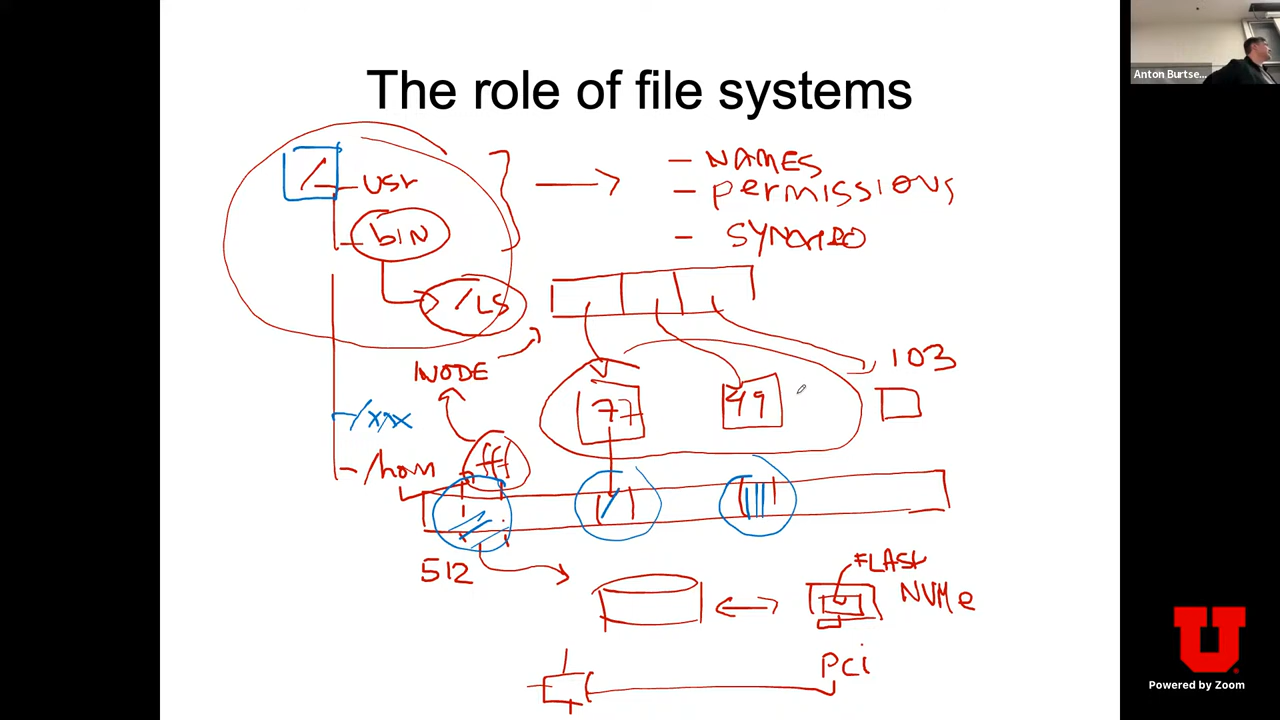 The role of file systems
Anton Burtse...
/
usr
bin
/LS
- NAMES
- permissions
- SYNCHRO
INODE
77
49
103
-/xxx
-/hom
fff
512
FLASH
NVMe
pci
U
Powered by Zoom